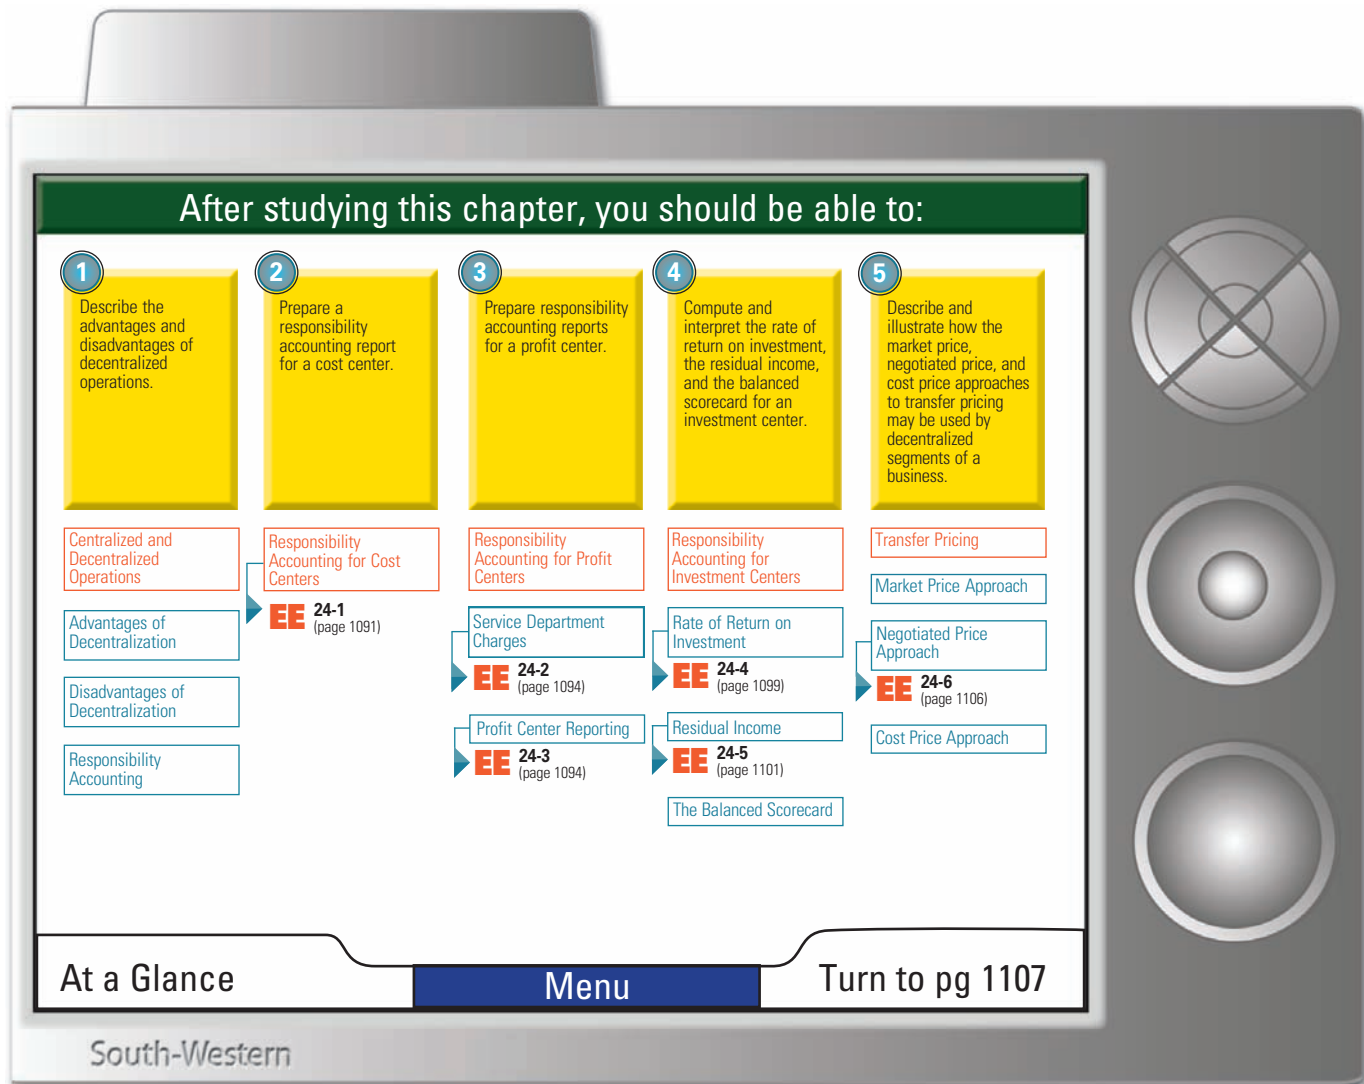 After studying this chapter, you should be able to:
1
Describe the
advantages and
disadvantages of
decentralized
operations.
Centralized and
Decentralized
Operations
Advantages of
Decentralization
Disadvantages of
Decentralization
Responsibility
Accounting
2
Prepare a
responsibility
accounting report
for a cost center.
Responsibility
Accounting for Cost
Centers
EE 24-1
(page 1091)
3
Prepare responsibility
accounting reports
for a profit center.
Responsibility
Accounting for Profit
Centers
Service Department
Charges
EE 24-2
(page 1094)
Profit Center Reporting
EE 24-3
(page 1094)
4
Compute and
interpret the rate of
return on investment,
the residual income,
and the balanced
scorecard for an
investment center.
Responsibility
Accounting for
Investment Centers
Rate of Return on
Investment
EE 24-4
(page 1099)
Residual Income
EE 24-5
(page 1101)
The Balanced Scorecard
5
Describe and
illustrate how the
market price,
negotiated price, and
cost price approaches
to transfer pricing
may be used by
decentralized
segments of a
business.
Transfer Pricing
Market Price Approach
Negotiated Price
Approach
EE 24-6
(page 1106)
Cost Price Approach
At a Glance
Menu
Turn to pg 1107
South-Western